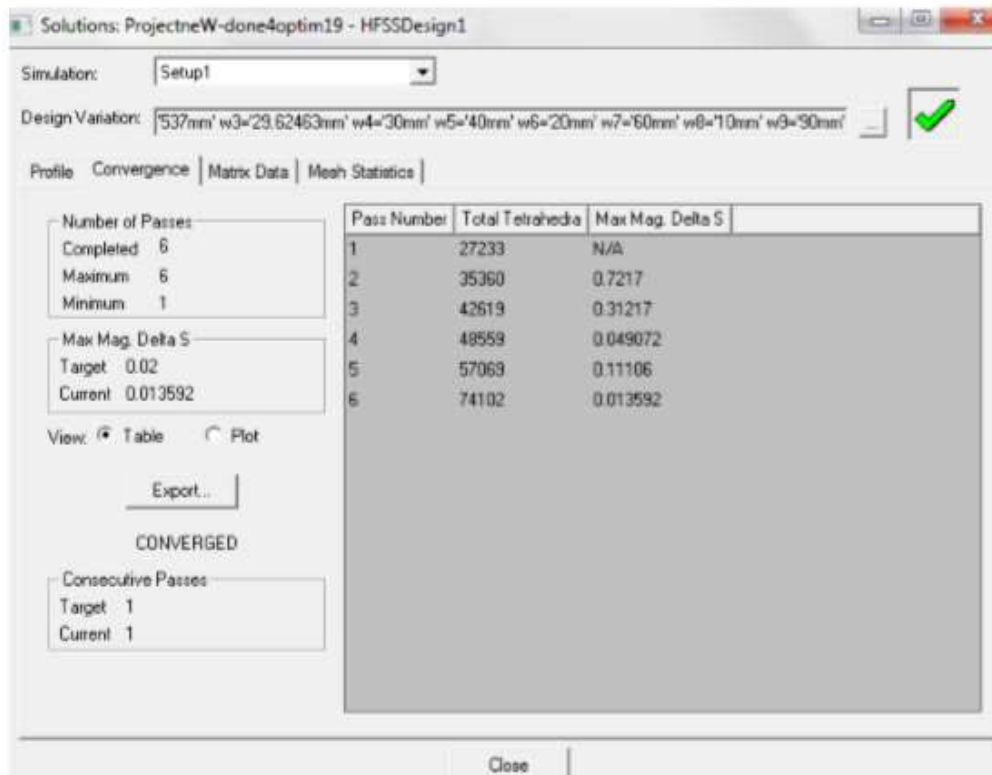 Solutions: ProjectneW-done4optim19 - HFSSDesign1
Simulation: Setup1
Design Variation: '537mm' w3='29.62463mm' w4='30mm' w5='40mm' w6='20mm' w7='60mm' w8='10mm' w9='90mm' ...
Profile Convergence Matrix Data Mesh Statistics
Number of Passes
Completed 6
Maximum 6
Minimum 1
Max Mag. Delta S
Target 0.02
Current 0.013592
View: Table Plot
Export...
CONVERGED
Consecutive Passes
Target 1
Current 1
Pass Number Total Tetrahedra Max Mag. Delta S
1 27233 N/A
2 35360 0.7217
3 42619 0.31217
4 48559 0.049072
5 57069 0.11106
6 74102 0.013592
Close